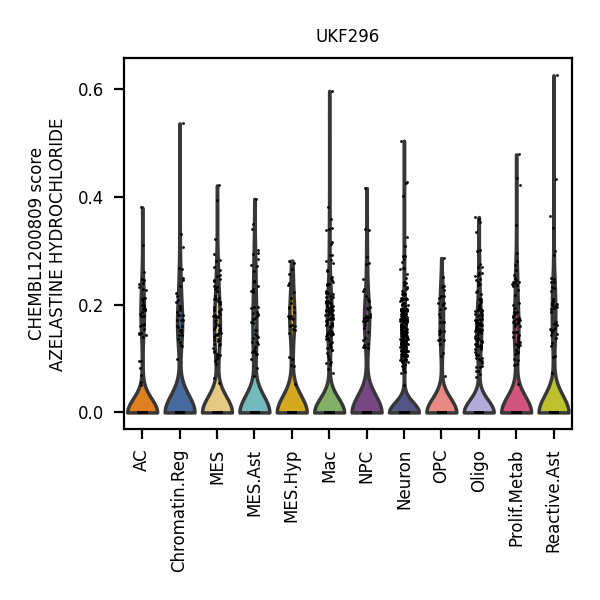 UKF296
CHEMBL1200809 score
AZELASTINE HYDROCHLORIDE
0.6
0.4
0.2
0.0
AC
Chromatin.Reg
MES
MES.Ast
MES.Hyp
Mac
NPC
Neuron
OPC
Oligo
Prolif.Metab
Reactive.Ast